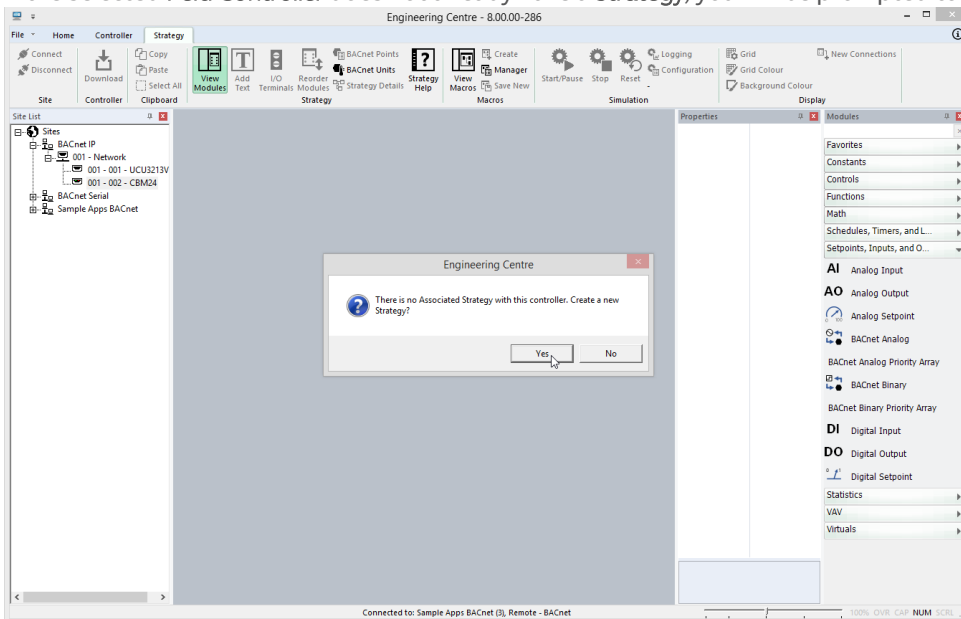 Engineering Centre - 8.00.00-286
File Home Controller Strategy
Connect
Disconnect
Site
Download
Controller
Copy
Paste
Select All
Clipboard
View Modules
Add Text
I/O Terminals
Reorder Modules
BACnet Points
BACnet Units
Strategy Details
Strategy Help
Strategy
View Macros
Create
Manager
Save New
Macros
Start/Pause
Stop
Reset
Logging
Configuration
-
Simulation
Grid
Grid Colour
Background Colour
New Connections
Display
Site List
Sites
BACnet IP
001 - Network
001 - 001 - UCU3213V
001 - 002 - CBM24
BACnet Serial
Sample Apps BACnet
Engineering Centre
There is no Associated Strategy with this controller. Create a new
Strategy?
Yes
No
Properties
Modules
Favorites
Constants
Controls
Functions
Math
Schedules, Timers, and L...
Setpoints, Inputs, and O...
AI Analog Input
AO Analog Output
Analog Setpoint
BACnet Analog
BACnet Analog Priority Array
BACnet Binary
BACnet Binary Priority Array
DI Digital Input
DO Digital Output
Digital Setpoint
Statistics
VAV
Virtuals
Connected to: Sample Apps BACnet (3), Remote - BACnet
100% OVR CAP NUM SCRL